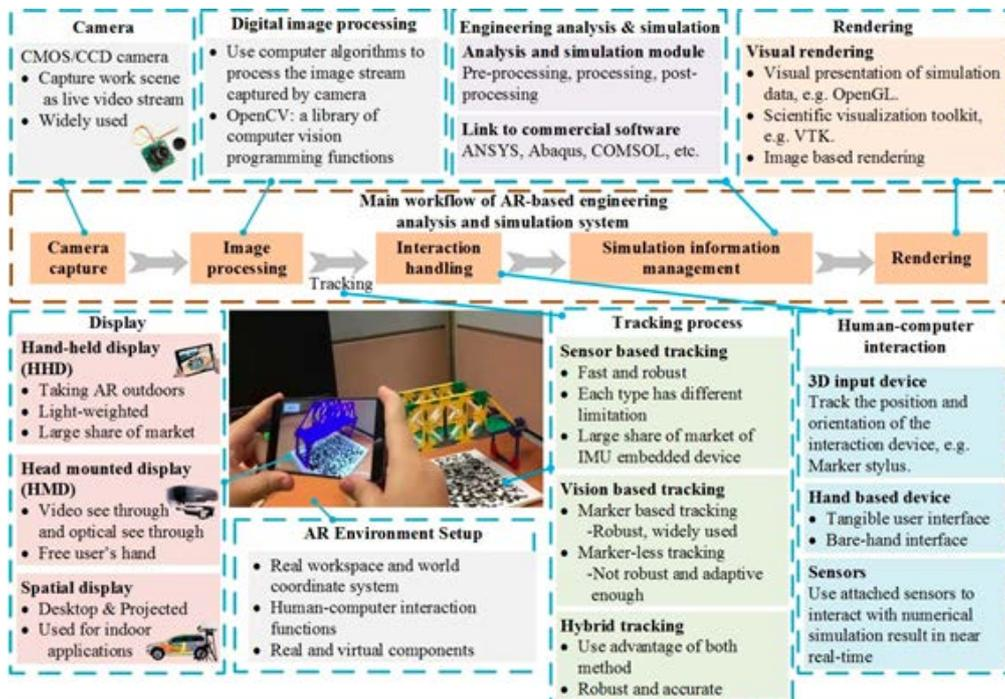 Camera
CMOS/CCD camera
• Capture work scene
as live video stream
• Widely used
Digital image processing
• Use computer algorithms to
process the image stream
captured by camera
• OpenCV: a library of
computer vision
programming functions
Engineering analysis & simulation
Analysis and simulation module
Pre-processing, processing, post-
processing
Link to commercial software
ANSYS, Abaqus, COMSOL, etc.
Rendering
Visual rendering
• Visual presentation of simulation
data, e.g. OpenGL.
• Scientific visualization toolkit,
e.g. VTK.
• Image based rendering
Main workflow of AR-based engineering
analysis and simulation system
Camera
capture
Image
processing
Interaction
handling
Simulation information
management
Rendering
Tracking
Display
Hand-held display
(HHD)
• Taking AR outdoors
• Light-weighted
• Large share of market
Head mounted display
(HMD)
• Video see through
and optical see through
• Free user's hand
Spatial display
• Desktop & Projected
• Used for indoor
applications
AR Environment Setup
• Real workspace and world
coordinate system
• Human-computer interaction
functions
• Real and virtual components
Tracking process
Sensor based tracking
• Fast and robust
• Each type has different
limitation
• Large share of market of
IMU embedded device
Vision based tracking
• Marker based tracking
-Robust, widely used
• Marker-less tracking
-Not robust and adaptive
enough
Hybrid tracking
• Use advantage of both
method
• Robust and accurate
Human-computer
interaction
3D input device
Track the position and
orientation of the
interaction device, e.g.
Marker stylus.
Hand based device
• Tangible user interface
• Bare-hand interface
Sensors
Use attached sensors to
interact with numerical
simulation result in near
real-time